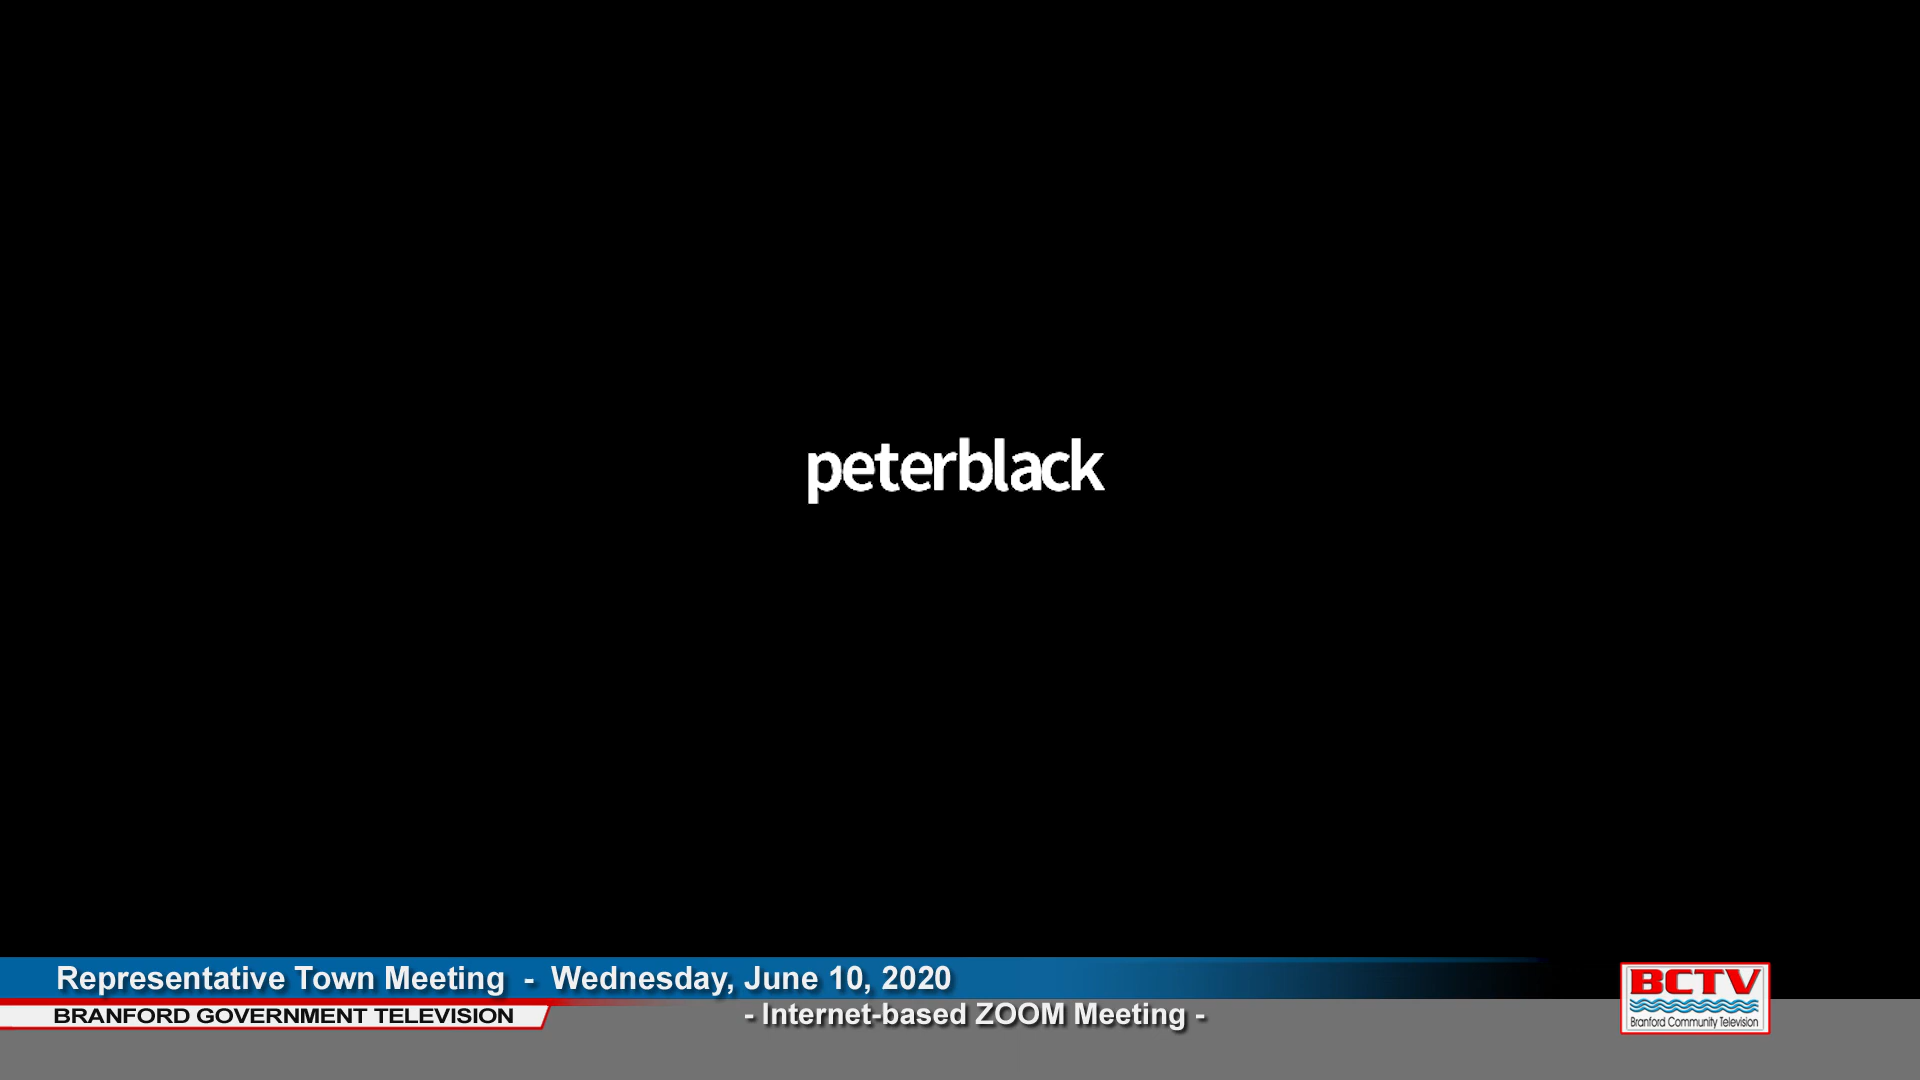 peterblack
Representative Town Meeting - Wednesday, June 10, 2020
BRANFORD GOVERNMENT TELEVISION
- Internet-based ZOOM Meeting -
BCTV
Branford Community Television